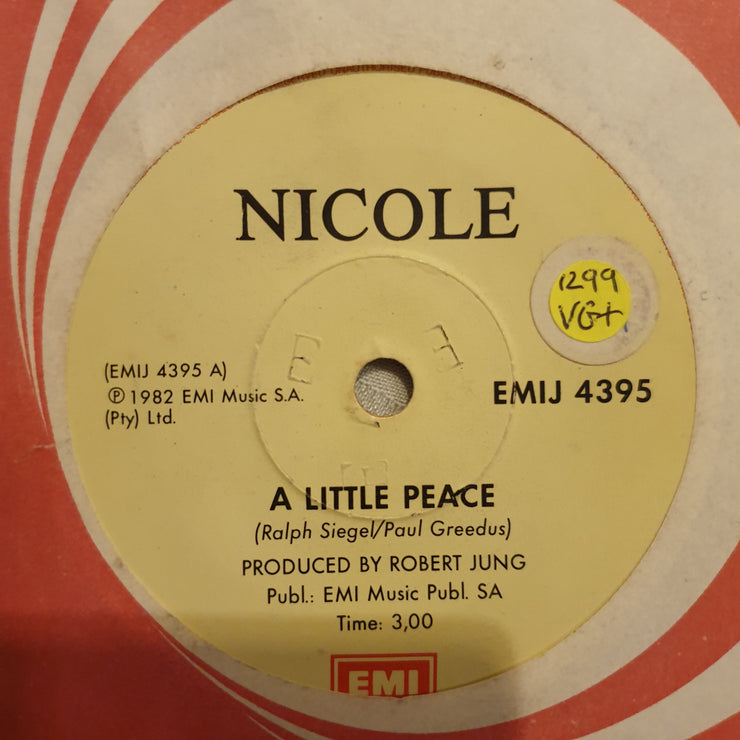 NICOLE
1299
VG+
(EMIJ 4395 A)
℗ 1982 EMI Music S.A.
(Pty) Ltd.
EMIJ 4395
A LITTLE PEACE
(Ralph Siegel/Paul Greedus)
PRODUCED BY ROBERT JUNG
Publ.: EMI Music Publ. SA
Time: 3,00
EMI